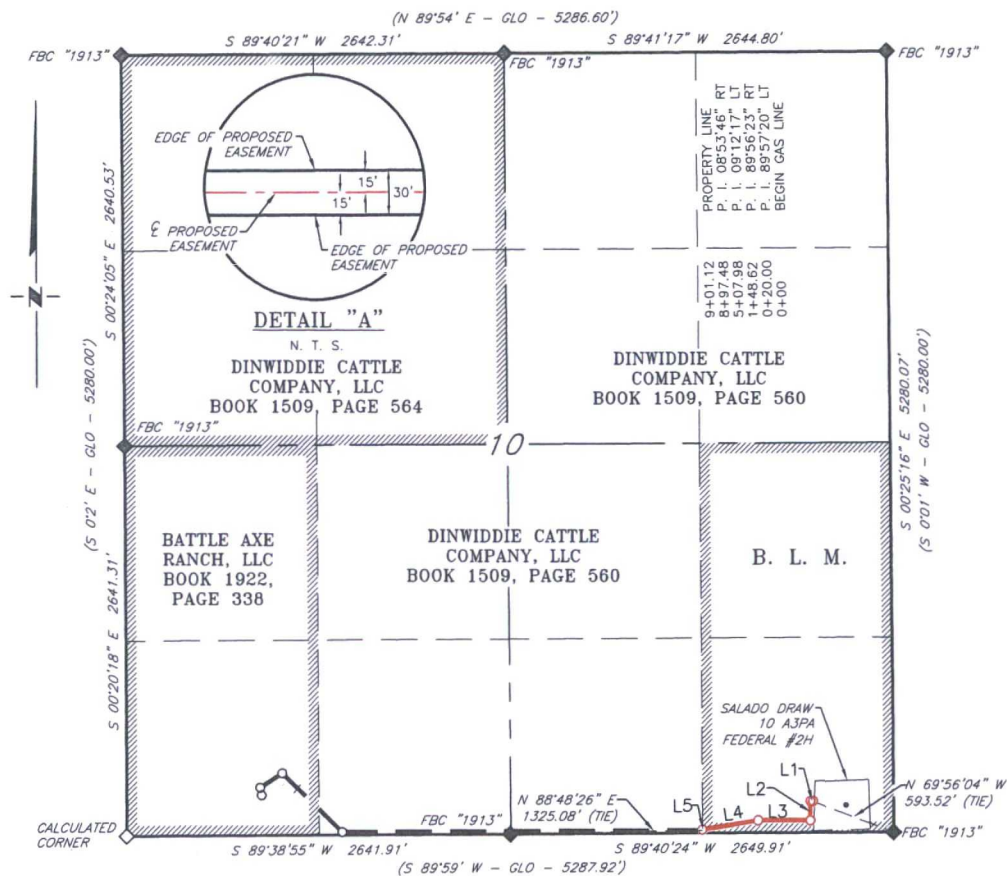 (N 89°54' E - GLO - 5286.60')
S 89°40'21" W 2642.31'
S 89°41'17" W 2644.80'
FBC "1913"
FBC "1913"
FBC "1913"
EDGE OF PROPOSED
EASEMENT
15'
15'
30'
℄ PROPOSED
EASEMENT
EDGE OF PROPOSED
EASEMENT
DETAIL "A"
N. T. S.
DINWIDDIE CATTLE
COMPANY, LLC
BOOK 1509, PAGE 564
9+01.12 PROPERTY LINE
8+97.48 P. I. 08°53'46" RT
5+07.98 P. I. 09°12'17" LT
1+48.62 P. I. 89°56'23" RT
0+20.00 P. I. 89°57'20" LT
0+00 BEGIN GAS LINE
DINWIDDIE CATTLE
COMPANY, LLC
BOOK 1509, PAGE 560
S 00°24'05" E 2640.53'
N
(S 0°2' E - GLO - 5280.00')
S 00°25'16" E 5280.07'
(S 0°01' W - GLO - 5280.00')
FBC "1913"
10
BATTLE AXE
RANCH, LLC
BOOK 1922,
PAGE 338
DINWIDDIE CATTLE
COMPANY, LLC
BOOK 1509, PAGE 560
B. L. M.
S 00°20'18" E 2641.31'
SALADO DRAW
10 A3PA
FEDERAL #2H
L1
L2
L3
L4
L5
N 69°56'04" W
593.52' (TIE)
N 88°48'26" E
1325.08' (TIE)
CALCULATED
CORNER
FBC "1913"
FBC "1913"
S 89°38'55" W 2641.91'
S 89°40'24" W 2649.91'
(S 89°59' W - GLO - 5287.92')